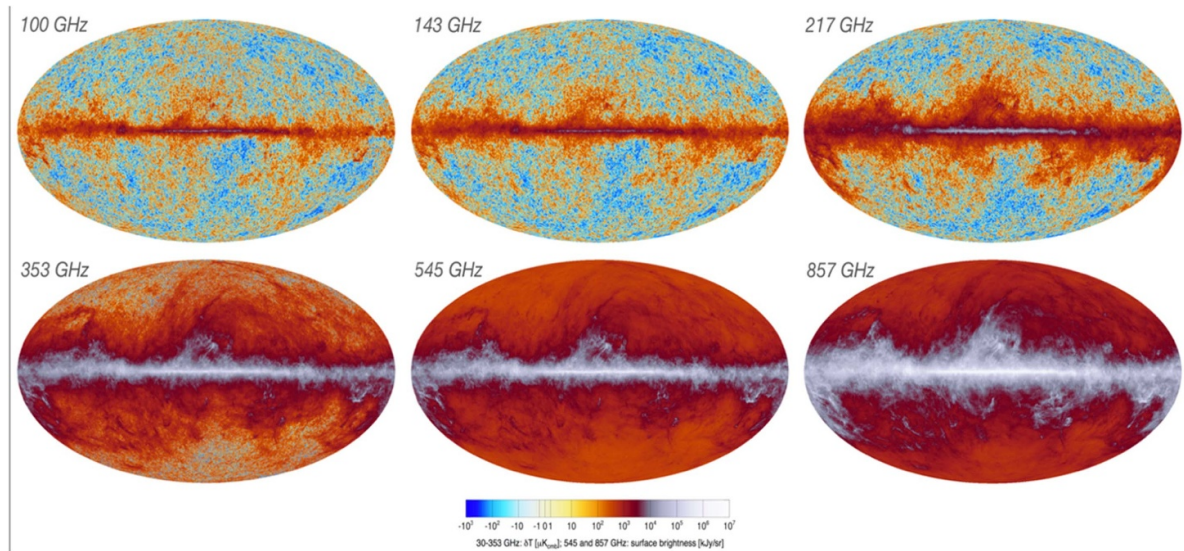 100 GHz
143 GHz
217 GHz
353 GHz
545 GHz
857 GHz
-10³ -10² -10 -1 0 1 10 10² 10³ 10⁴ 10⁵ 10⁶ 10⁷
30-353 GHz: δT [μK_cmb]; 545 and 857 GHz: surface brightness [kJy/sr]